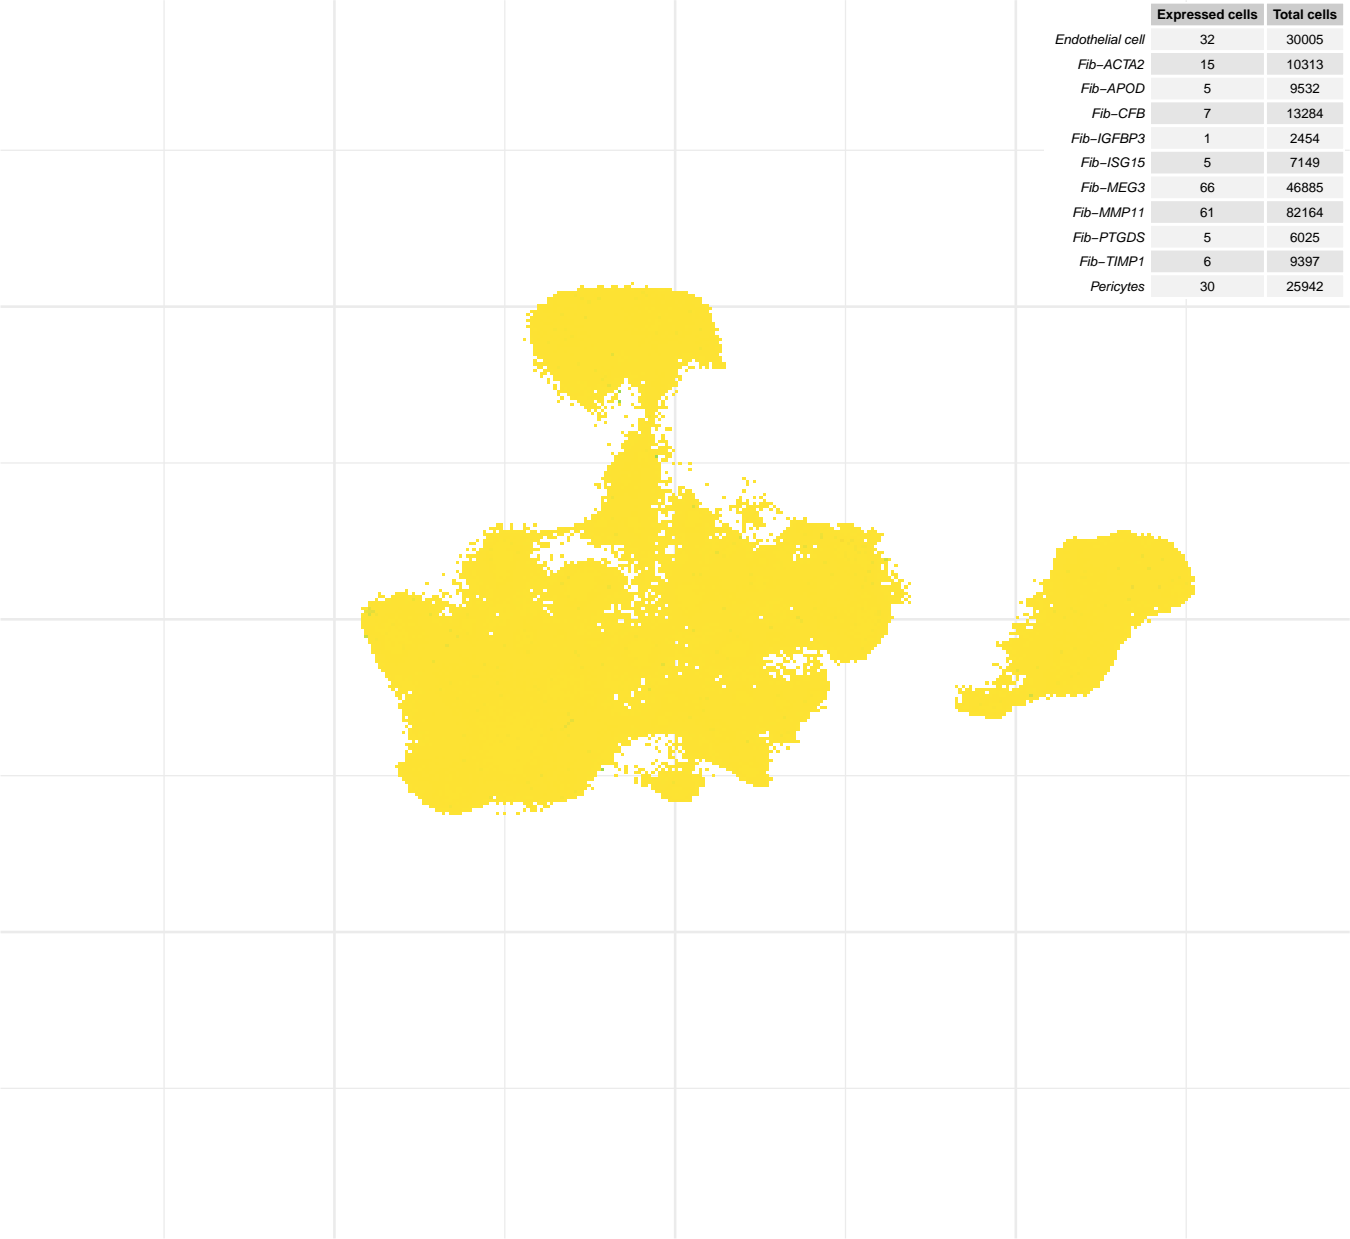 Expressed cells Total cells
Endothelial cell 32 30005
Fib−ACTA2 15 10313
Fib−APOD 5 9532
Fib−CFB 7 13284
Fib−IGFBP3 1 2454
Fib−ISG15 5 7149
Fib−MEG3 66 46885
Fib−MMP11 61 82164
Fib−PTGDS 5 6025
Fib−TIMP1 6 9397
Pericytes 30 25942